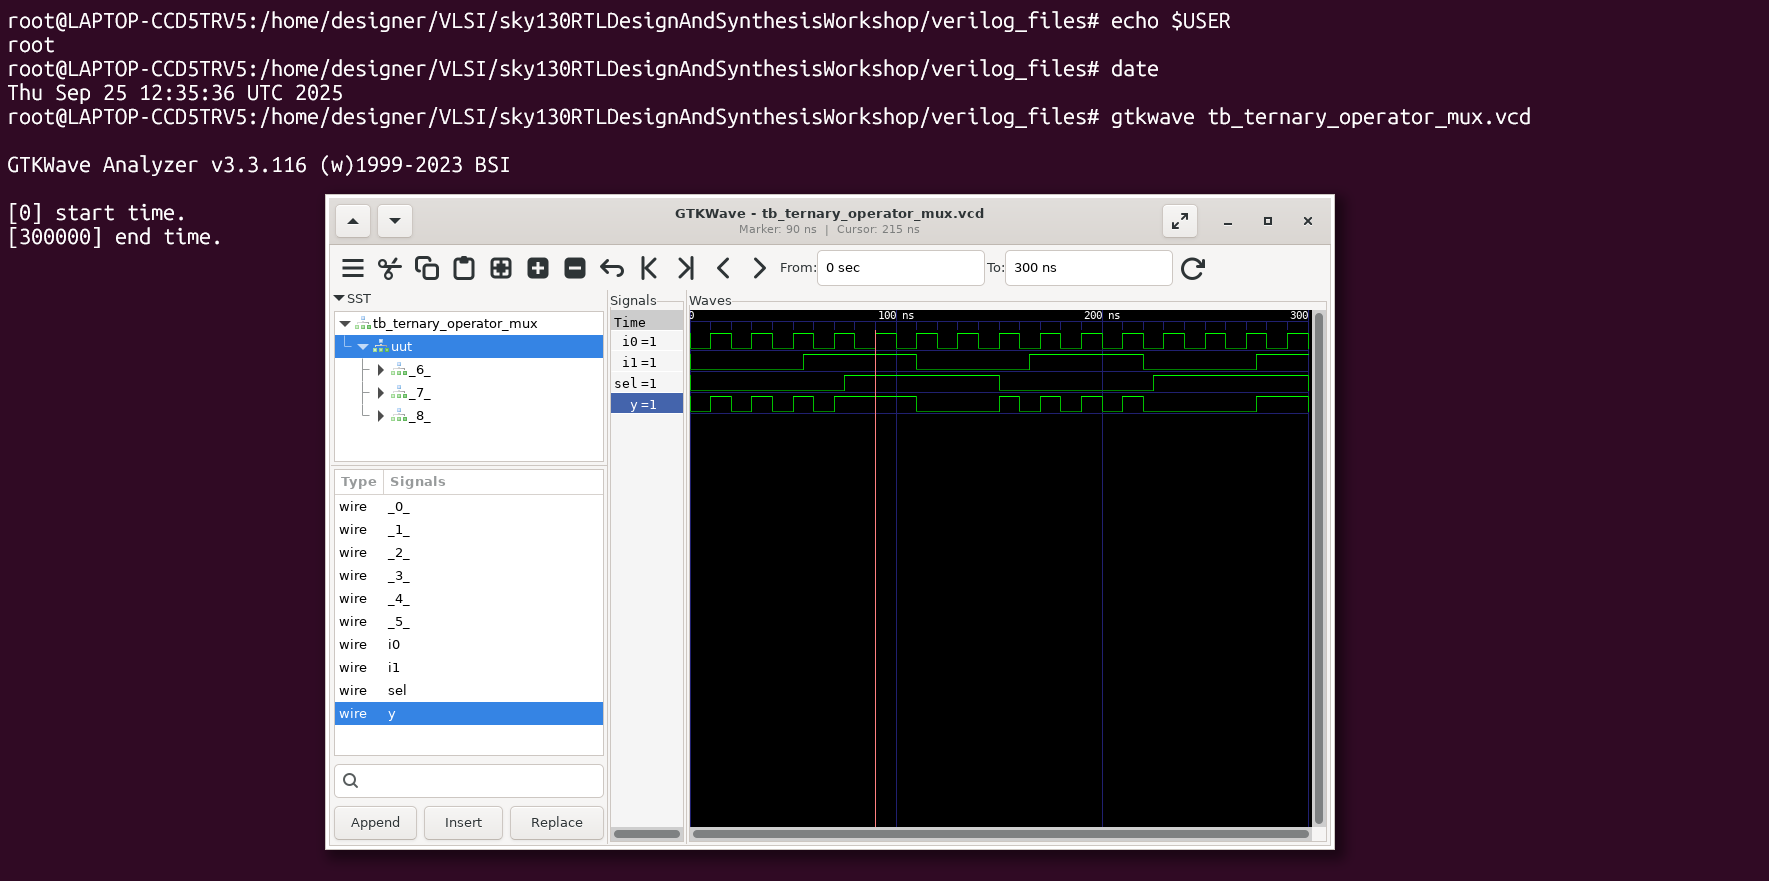 root@LAPTOP-CCD5TRV5:/home/designer/VLSI/sky130RTLDesignAndSynthesisWorkshop/verilog_files# echo $USER
root
root@LAPTOP-CCD5TRV5:/home/designer/VLSI/sky130RTLDesignAndSynthesisWorkshop/verilog_files# date
Thu Sep 25 12:35:36 UTC 2025
root@LAPTOP-CCD5TRV5:/home/designer/VLSI/sky130RTLDesignAndSynthesisWorkshop/verilog_files# gtkwave tb_ternary_operator_mux.vcd
GTKWave Analyzer v3.3.116 (w)1999-2023 BSI
[0] start time.
[300000] end time.
GTKWave - tb_ternary_operator_mux.vcd
Marker: 90 ns | Cursor: 215 ns
From: 0 sec To: 300 ns
SST
tb_ternary_operator_mux
uut
_6_
_7_
_8_
Type Signals
wire _0_
wire _1_
wire _2_
wire _3_
wire _4_
wire _5_
wire i0
wire i1
wire sel
wire y
Append Insert Replace
Signals
Time
i0=1
i1=1
sel=1
y=1
Waves
0 100 ns 200 ns 300